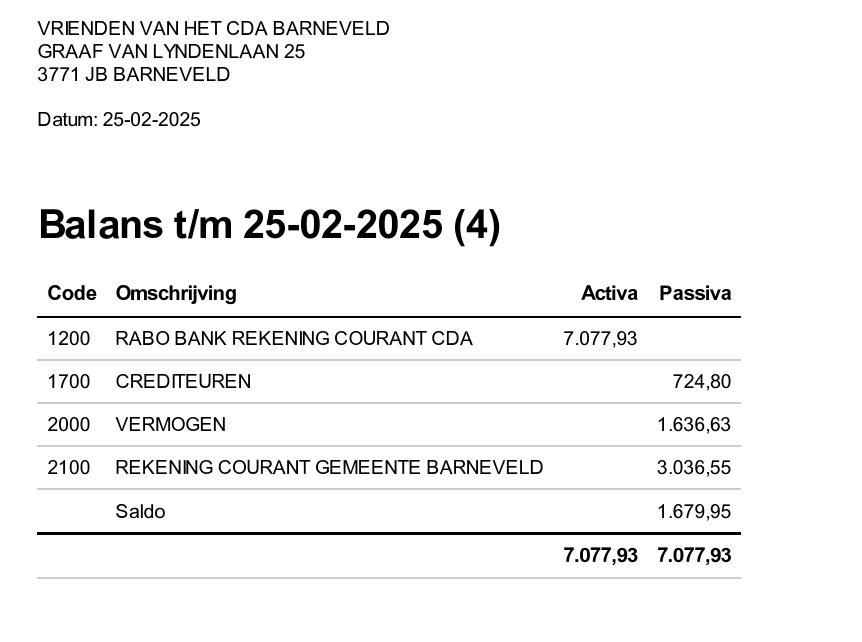 VRIENDEN VAN HET CDA BARNEVELD
GRAAF VAN LYNDENLAAN 25
3771 JB BARNEVELD
Datum: 25-02-2025
Balans t/m 25-02-2025 (4)
Code Omschrijving Activa Passiva
1200 RABO BANK REKENING COURANT CDA 7.077,93
1700 CREDITEUREN 724,80
2000 VERMOGEN 1.636,63
2100 REKENING COURANT GEMEENTE BARNEVELD 3.036,55
Saldo 1.679,95
7.077,93 7.077,93